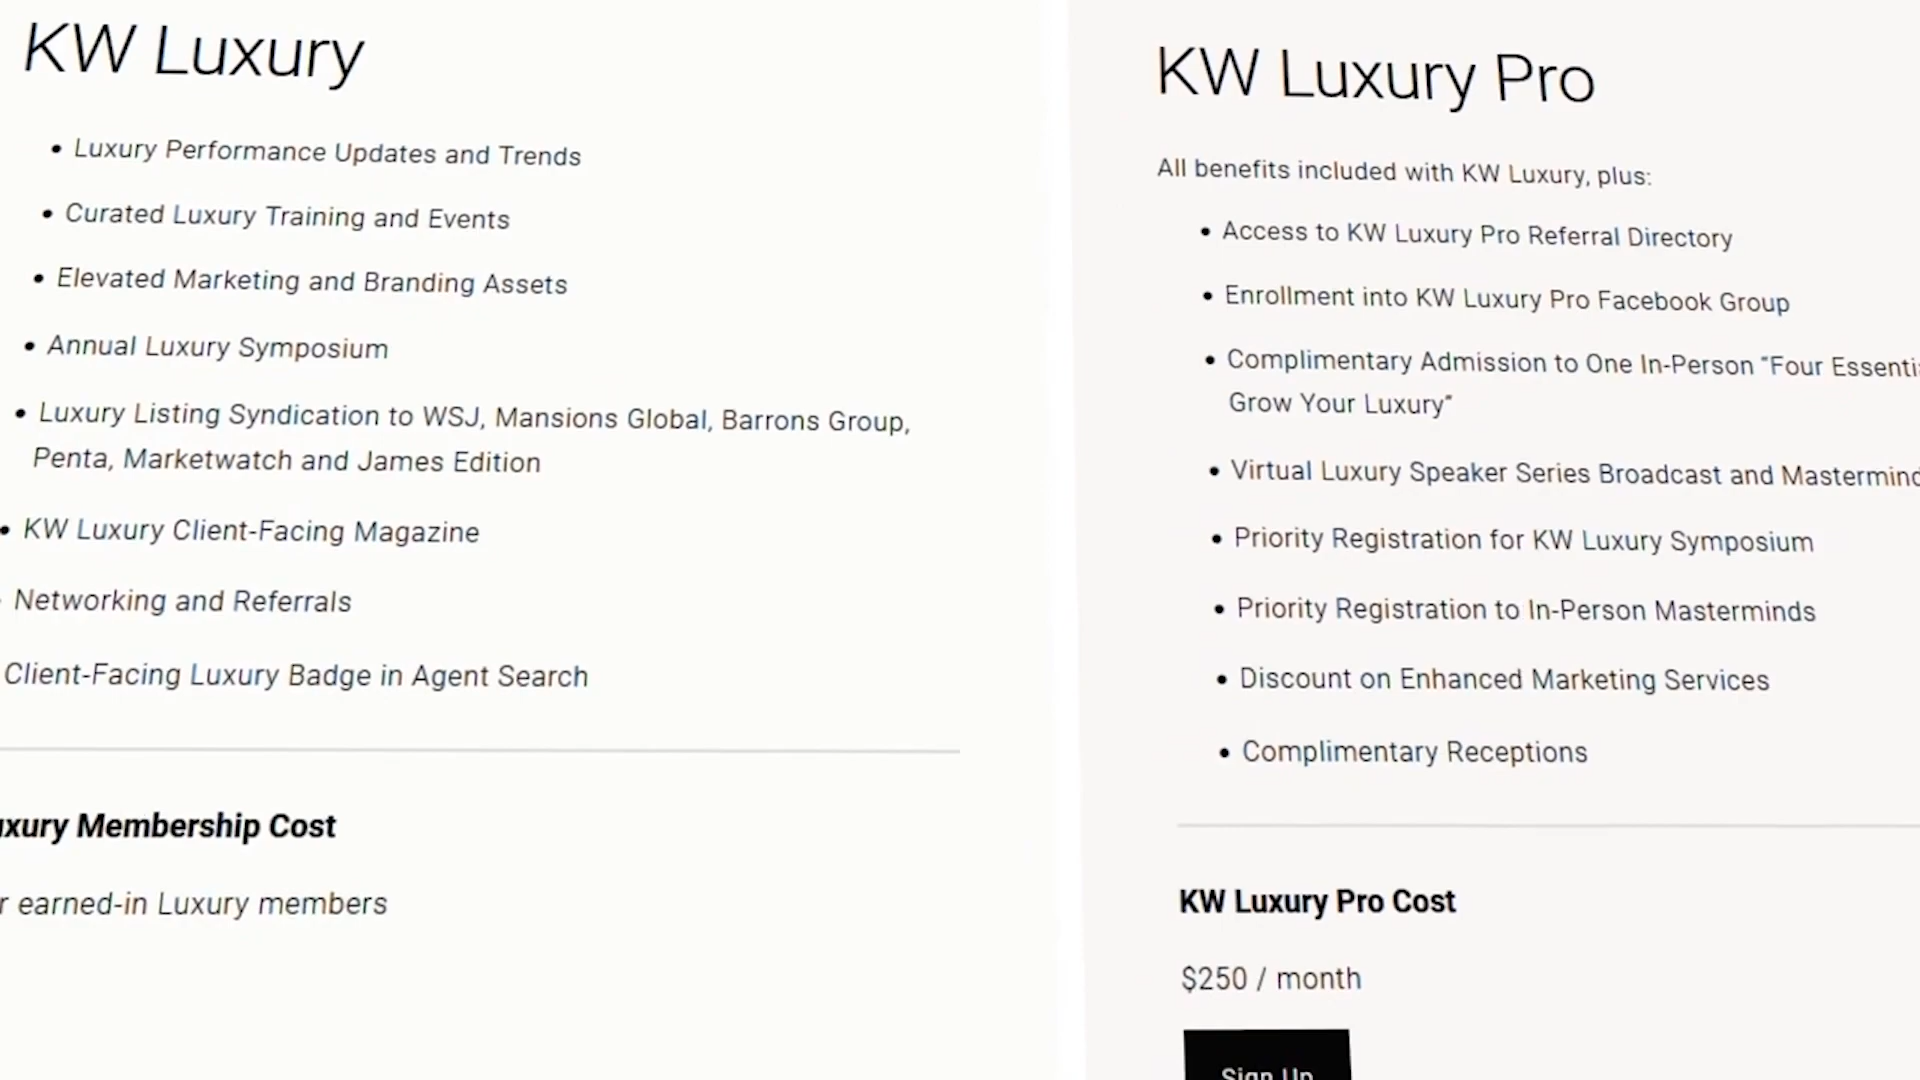 KW Luxury
• Luxury Performance Updates and Trends
• Curated Luxury Training and Events
• Elevated Marketing and Branding Assets
• Annual Luxury Symposium
• Luxury Listing Syndication to WSJ, Mansions Global, Barrons Group,
Penta, Marketwatch and James Edition
• KW Luxury Client-Facing Magazine
Networking and Referrals
Client-Facing Luxury Badge in Agent Search
Membership Cost
earned-in Luxury members
KW Luxury Pro
All benefits included with KW Luxury, plus:
• Access to KW Luxury Pro Referral Directory
• Enrollment into KW Luxury Pro Facebook Group
• Complimentary Admission to One In-Person "Four
Grow Your Luxury"
• Virtual Luxury Speaker Series Broadcast and
• Priority Registration for KW Luxury Symposium
• Priority Registration to In-Person Masterminds
• Discount on Enhanced Marketing Services
• Complimentary Receptions
KW Luxury Pro Cost
$250 / month
Sign Up